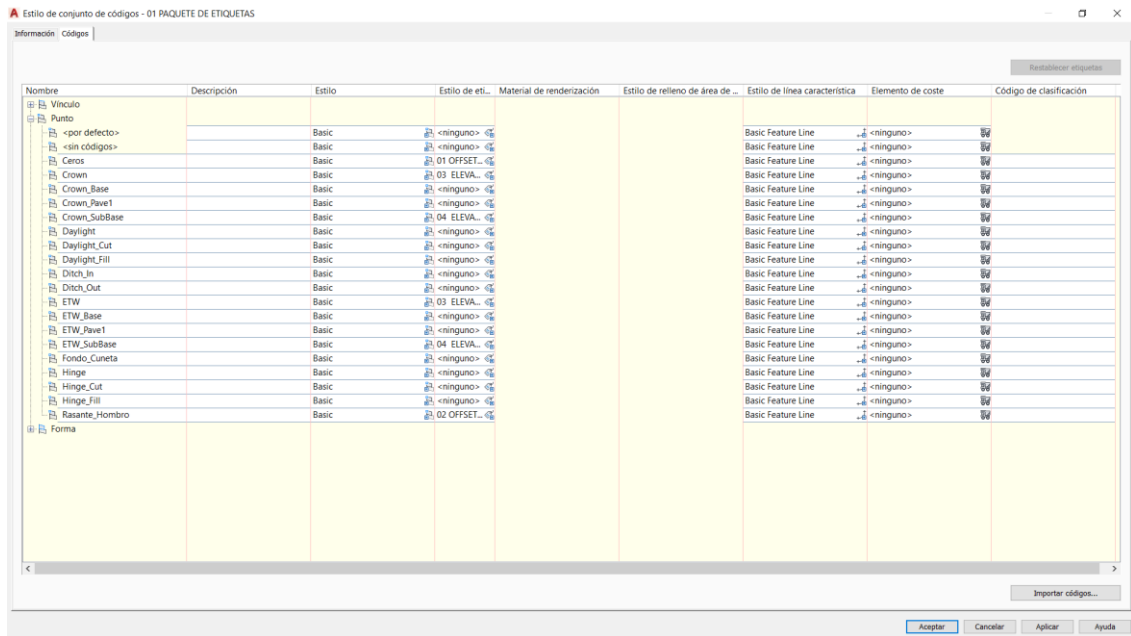 Estilo de conjunto de códigos - 01 PAQUETE DE ETIQUETAS
Información Códigos
Restablecer etiquetas
Nombre Descripción Estilo Estilo de eti... Material de renderización Estilo de relleno de área de ... Estilo de línea característica Elemento de coste Código de clasificación
Vínculo
Punto
<por defecto> Basic <ninguno> Basic Feature Line <ninguno>
<sin códigos> Basic <ninguno> Basic Feature Line <ninguno>
Ceros Basic 01 OFFSET... Basic Feature Line <ninguno>
Crown Basic 03 ELEVA... Basic Feature Line <ninguno>
Crown_Base Basic <ninguno> Basic Feature Line <ninguno>
Crown_Pave1 Basic <ninguno> Basic Feature Line <ninguno>
Crown_SubBase Basic 04 ELEVA... Basic Feature Line <ninguno>
Daylight Basic <ninguno> Basic Feature Line <ninguno>
Daylight_Cut Basic <ninguno> Basic Feature Line <ninguno>
Daylight_Fill Basic <ninguno> Basic Feature Line <ninguno>
Ditch_In Basic <ninguno> Basic Feature Line <ninguno>
Ditch_Out Basic <ninguno> Basic Feature Line <ninguno>
ETW Basic 03 ELEVA... Basic Feature Line <ninguno>
ETW_Base Basic <ninguno> Basic Feature Line <ninguno>
ETW_Pave1 Basic <ninguno> Basic Feature Line <ninguno>
ETW_SubBase Basic 04 ELEVA... Basic Feature Line <ninguno>
Fondo_Cuneta Basic <ninguno> Basic Feature Line <ninguno>
Hinge Basic <ninguno> Basic Feature Line <ninguno>
Hinge_Cut Basic <ninguno> Basic Feature Line <ninguno>
Hinge_Fill Basic <ninguno> Basic Feature Line <ninguno>
Rasante_Hombro Basic 02 OFFSET... Basic Feature Line <ninguno>
Forma
Importar códigos...
Aceptar Cancelar Aplicar Ayuda